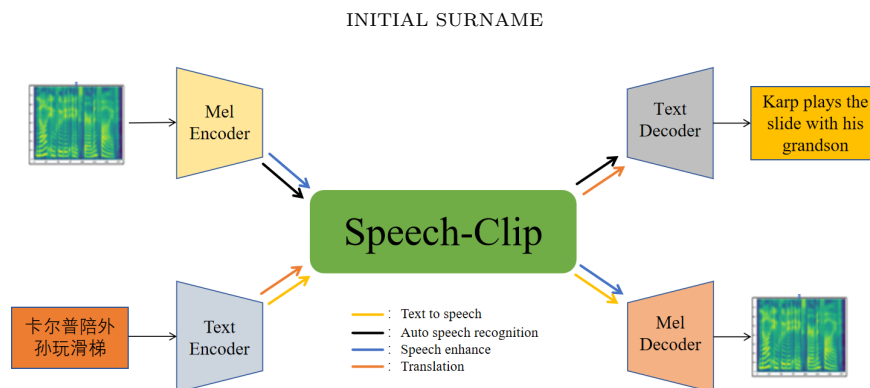 INITIAL SURNAME
Mel
Encoder
Text
Decoder
Karp plays the
slide with his
grandson
Speech-Clip
卡尔普陪外
孙玩滑梯
Text
Encoder
: Text to speech
: Auto speech recognition
: Speech enhance
: Translation
Mel
Decoder